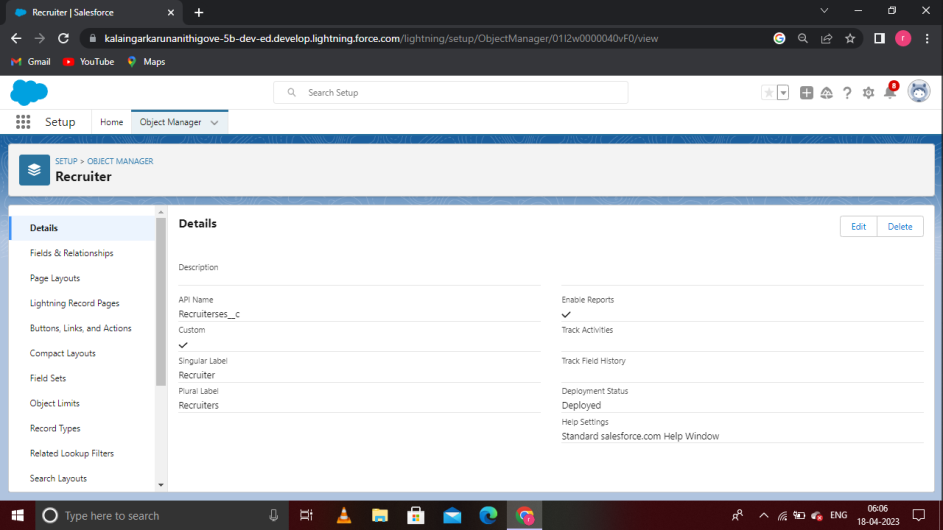 Recruiter | Salesforce
kalaingarkarunanithigove-5b-dev-ed.develop.lightning.force.com/lightning/setup/ObjectManager/01I2w0000040vF0/view
r
Gmail YouTube Maps
Search Setup
8
Setup Home Object Manager
SETUP > OBJECT MANAGER
Recruiter
Details
Fields & Relationships
Page Layouts
Lightning Record Pages
Buttons, Links, and Actions
Compact Layouts
Field Sets
Object Limits
Record Types
Related Lookup Filters
Search Layouts
Details
Edit Delete
Description
API Name
Recruiterses__c
Custom
Singular Label
Recruiter
Plural Label
Recruiters
Enable Reports
Track Activities
Track Field History
Deployment Status
Deployed
Help Settings
Standard salesforce.com Help Window
Type here to search
ENG
06:06
18-04-2023